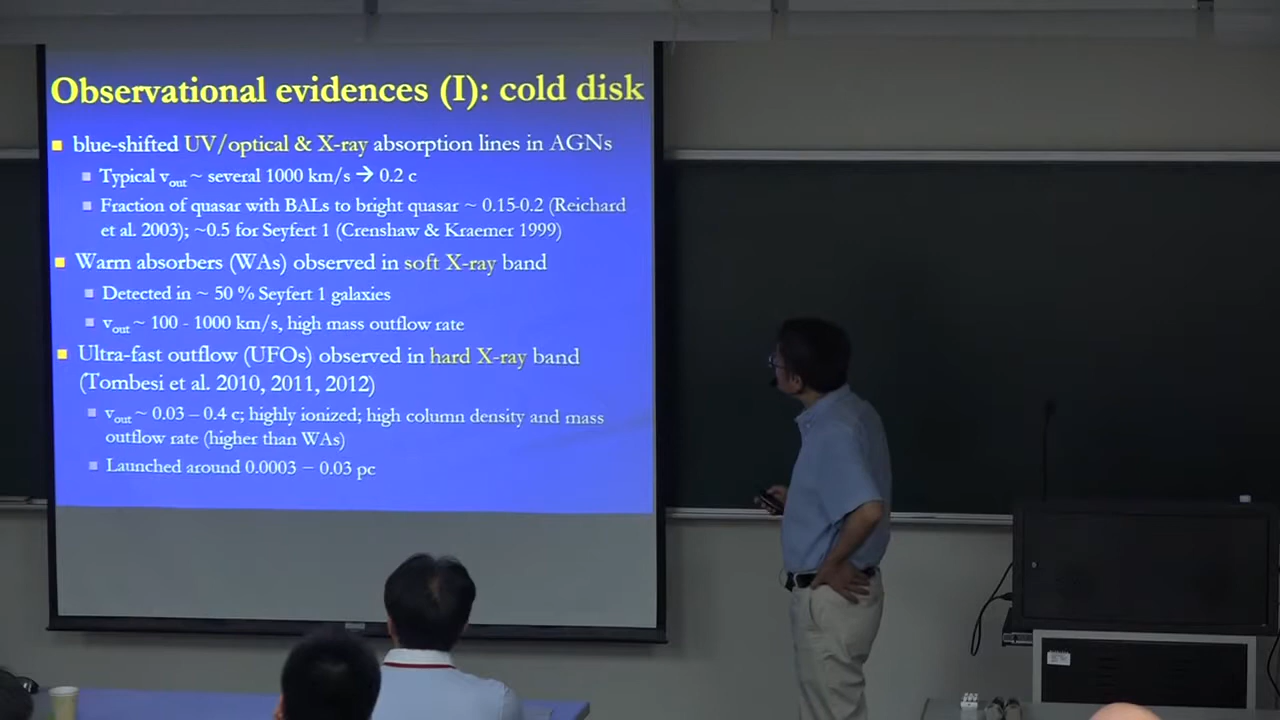 Observational evidences (I): cold disk
blue-shifted UV/optical & X-ray absorption lines in AGNs
Typical vout ~ several 1000 km/s → 0.2 c
Fraction of quasar with BALs to bright quasar ~ 0.15-0.2 (Reichard
et al. 2003); ~0.5 for Seyfert 1 (Crenshaw & Kraemer 1999)
Warm absorbers (WAs) observed in soft X-ray band
Detected in ~ 50 % Seyfert 1 galaxies
vout ~ 100 - 1000 km/s, high mass outflow rate
Ultra-fast outflow (UFOs) observed in hard X-ray band
(Tombesi et al. 2010, 2011, 2012)
vout ~ 0.03 – 0.4 c; highly ionized; high column density and mass
outflow rate (higher than WAs)
Launched around 0.0003 – 0.03 pc